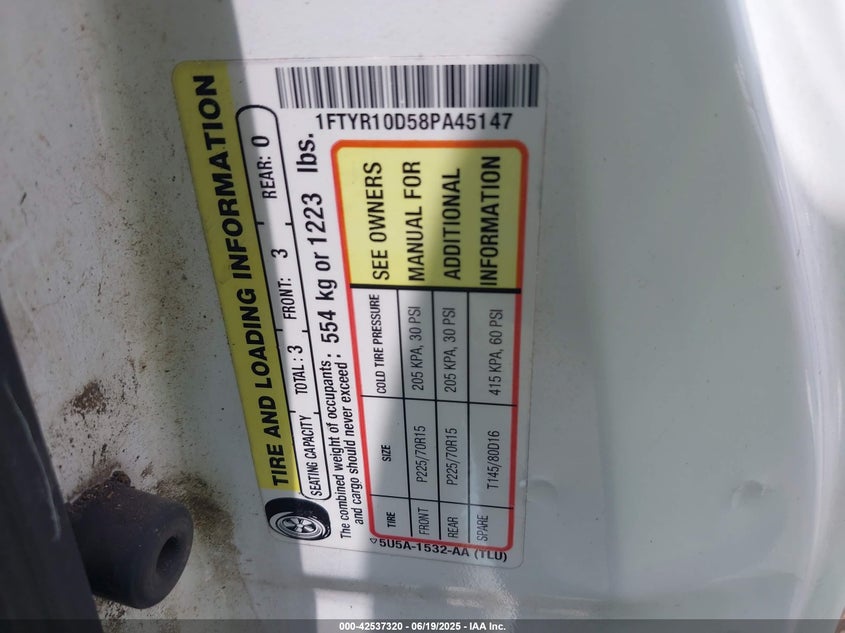 1FTYR10D58PA45147
TIRE AND LOADING INFORMATION
SEATING CAPACITY TOTAL : 3 FRONT: 3 REAR: 0
The combined weight of occupants : 554 kg or 1223 lbs.
and cargo should never exceed
TIRE SIZE COLD TIRE PRESSURE
FRONT P225/70R15 205 KPA, 30 PSI
REAR P225/70R15 205 KPA, 30 PSI
SPARE T145/80D16 415 KPA, 60 PSI
SEE OWNERS
MANUAL FOR
ADDITIONAL
INFORMATION
5U5A-1532-AA (TLU)
000-42537320 - 06/19/2025 - IAA Inc.